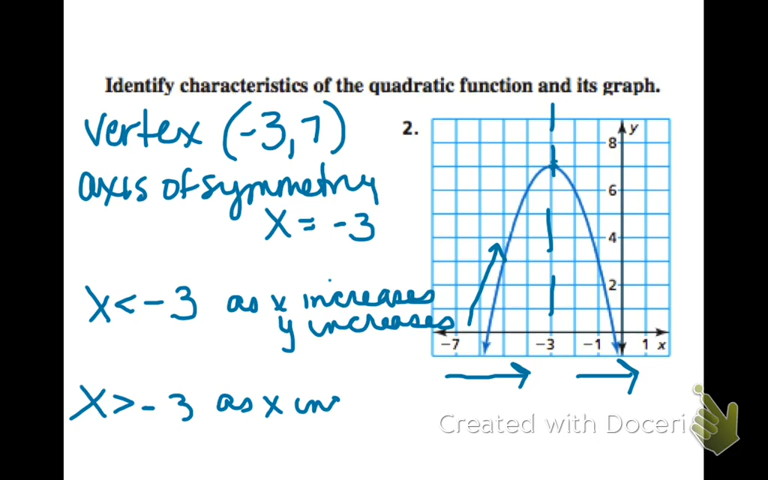 Identify characteristics of the quadratic function and its graph.
vertex (-3,7)
axis of symmetry
x = -3
x < -3 as x increases
y increases
x > -3 as x inc
2.
y
8
6
4
2
-7 -3 -1 1 x
Created with Doceri